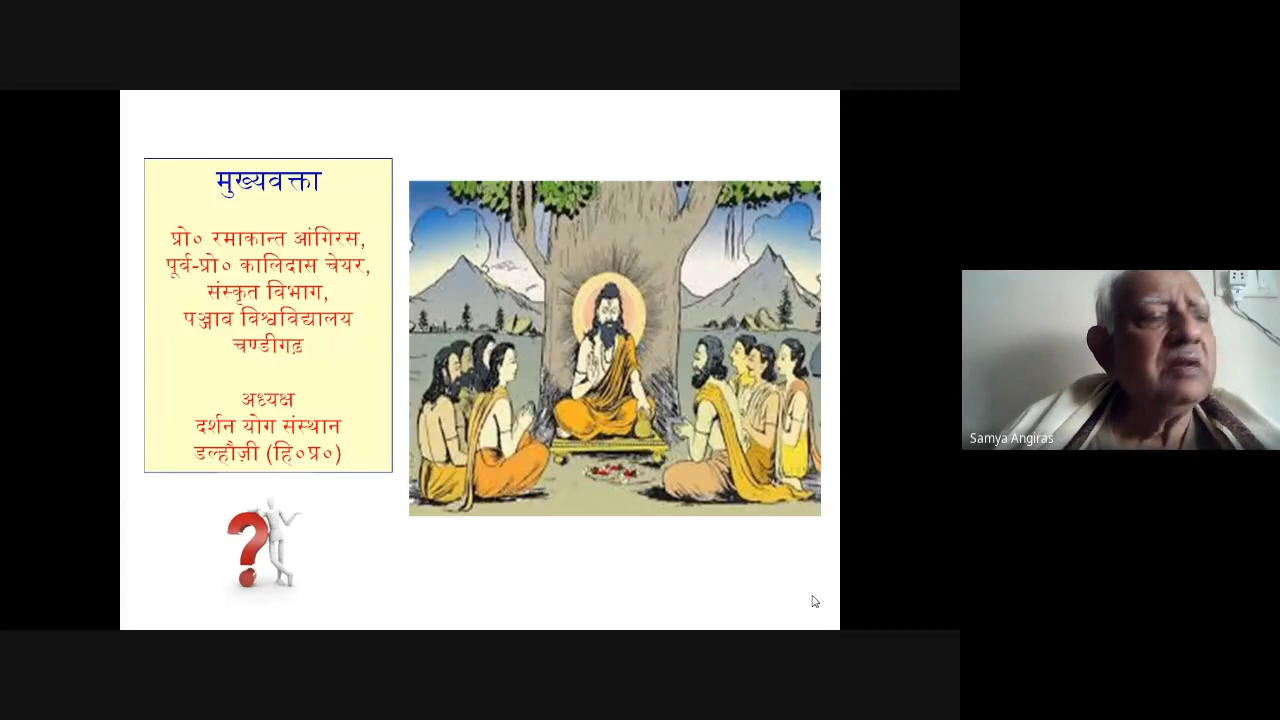 मुख्यवक्ता
प्रो० रमाकान्त आंगिरस,
पूर्व-प्रो० कालिदास चेयर,
संस्कृत विभाग,
पञ्जाब विश्वविद्यालय
चण्डीगढ़
अध्यक्ष
दर्शन योग संस्थान
डल्हौज़ी (हि०प्र०)
?
Samya Angiras